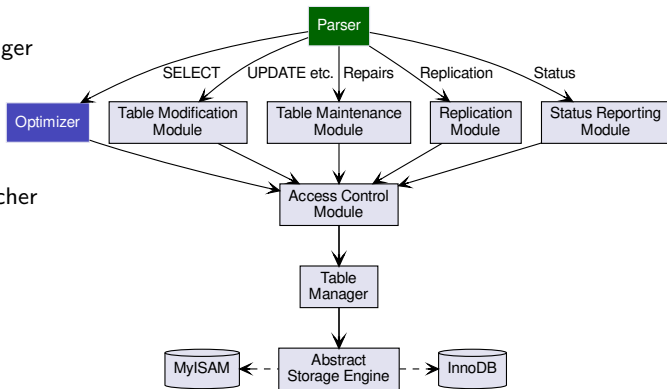 Parser
ger
SELECT
UPDATE etc.
Repairs
Replication
Status
Optimizer
Table Modification
Module
Table Maintenance
Module
Replication
Module
Status Reporting
Module
cher
Access Control
Module
Table
Manager
MyISAM
Abstract
Storage Engine
InnoDB